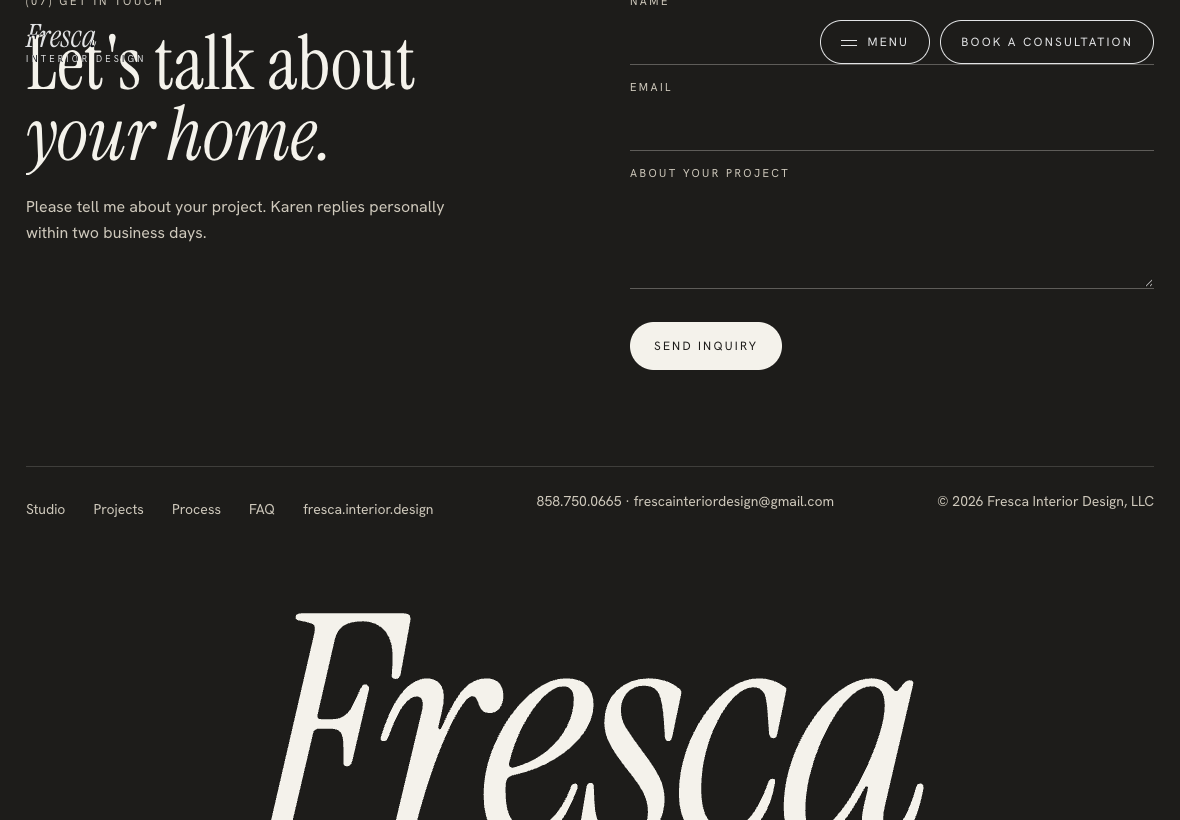 (07) GET IN TOUCH
Fresca
INTERIOR DESIGN
Let's talk about
your home.
Please tell me about your project. Karen replies personally
within two business days.
NAME
MENU
BOOK A CONSULTATION
EMAIL
ABOUT YOUR PROJECT
SEND INQUIRY
Studio Projects Process FAQ fresca.interior.design
858.750.0665 · frescainteriordesign@gmail.com
© 2026 Fresca Interior Design, LLC
Fresca